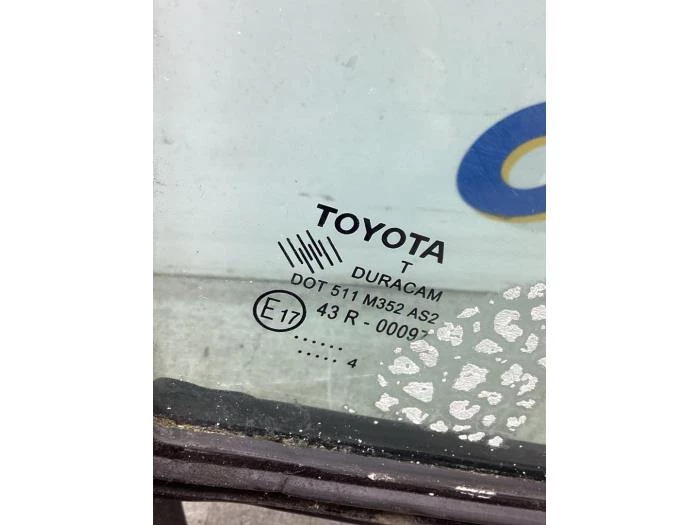 TOYOTA
T
DURACAM
DOT 511 M352 AS2
E17
43 R - 00097
......
..... 4